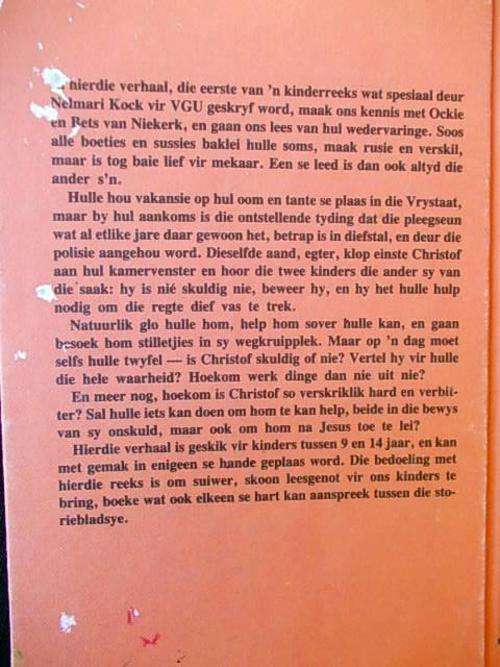 hierdie verhaal, die eerste van 'n kinderreeks wat spesiaal deur
Nelmari Kock vir VGU geskryf word, maak ons kennis met Ockie
en Bets van Niekerk, en gaan ons lees van hul wedervaringe. Soos
alle boeties en sussies baklei hulle soms, maak rusie en verskil,
maar is tog baie lief vir mekaar. Een se leed is dan ook altyd die
ander s'n.
Hulle hou vakansie op hul oom en tante se plaas in die Vrystaat,
maar by hul aankoms is die ontstellende tyding dat die pleegseun
wat al etlike jare daar gewoon het, betrap is in diefstal, en deur die
polisie aangehou word. Dieselfde aand, egter, klop einste Christof
aan hul kamervenster en hoor die twee kinders die ander sy van
die saak: hy is nié skuldig nie, beweer hy, en hy het hulle hulp
nodig om die regte dief vas te trek.
Natuurlik glo hulle hom, help hom sover hulle kan, en gaan
besoek hom stilletjies in sy wegkruipplek. Maar op 'n dag moet
selfs hulle twyfel — is Christof skuldig of nie? Vertel hy vir hulle
die hele waarheid? Hoekom werk dinge dan nie uit nie?
En meer nog, hoekom is Christof so verskriklik hard en verbit-
ter? Sal hulle iets kan doen om hom te kan help, beide in die bewys
van sy onskuld, maar ook om hom na Jesus toe te lei?
Hierdie verhaal is geskik vir kinders tussen 9 en 14 jaar, en kan
met gemak in enigeen se hande geplaas word. Die bedoeling met
hierdie reeks is om suiwer, skoon leesgenot vir ons kinders te
bring, boeke wat ook elkeen se hart kan aanspreek tussen die sto-
riebladsye.